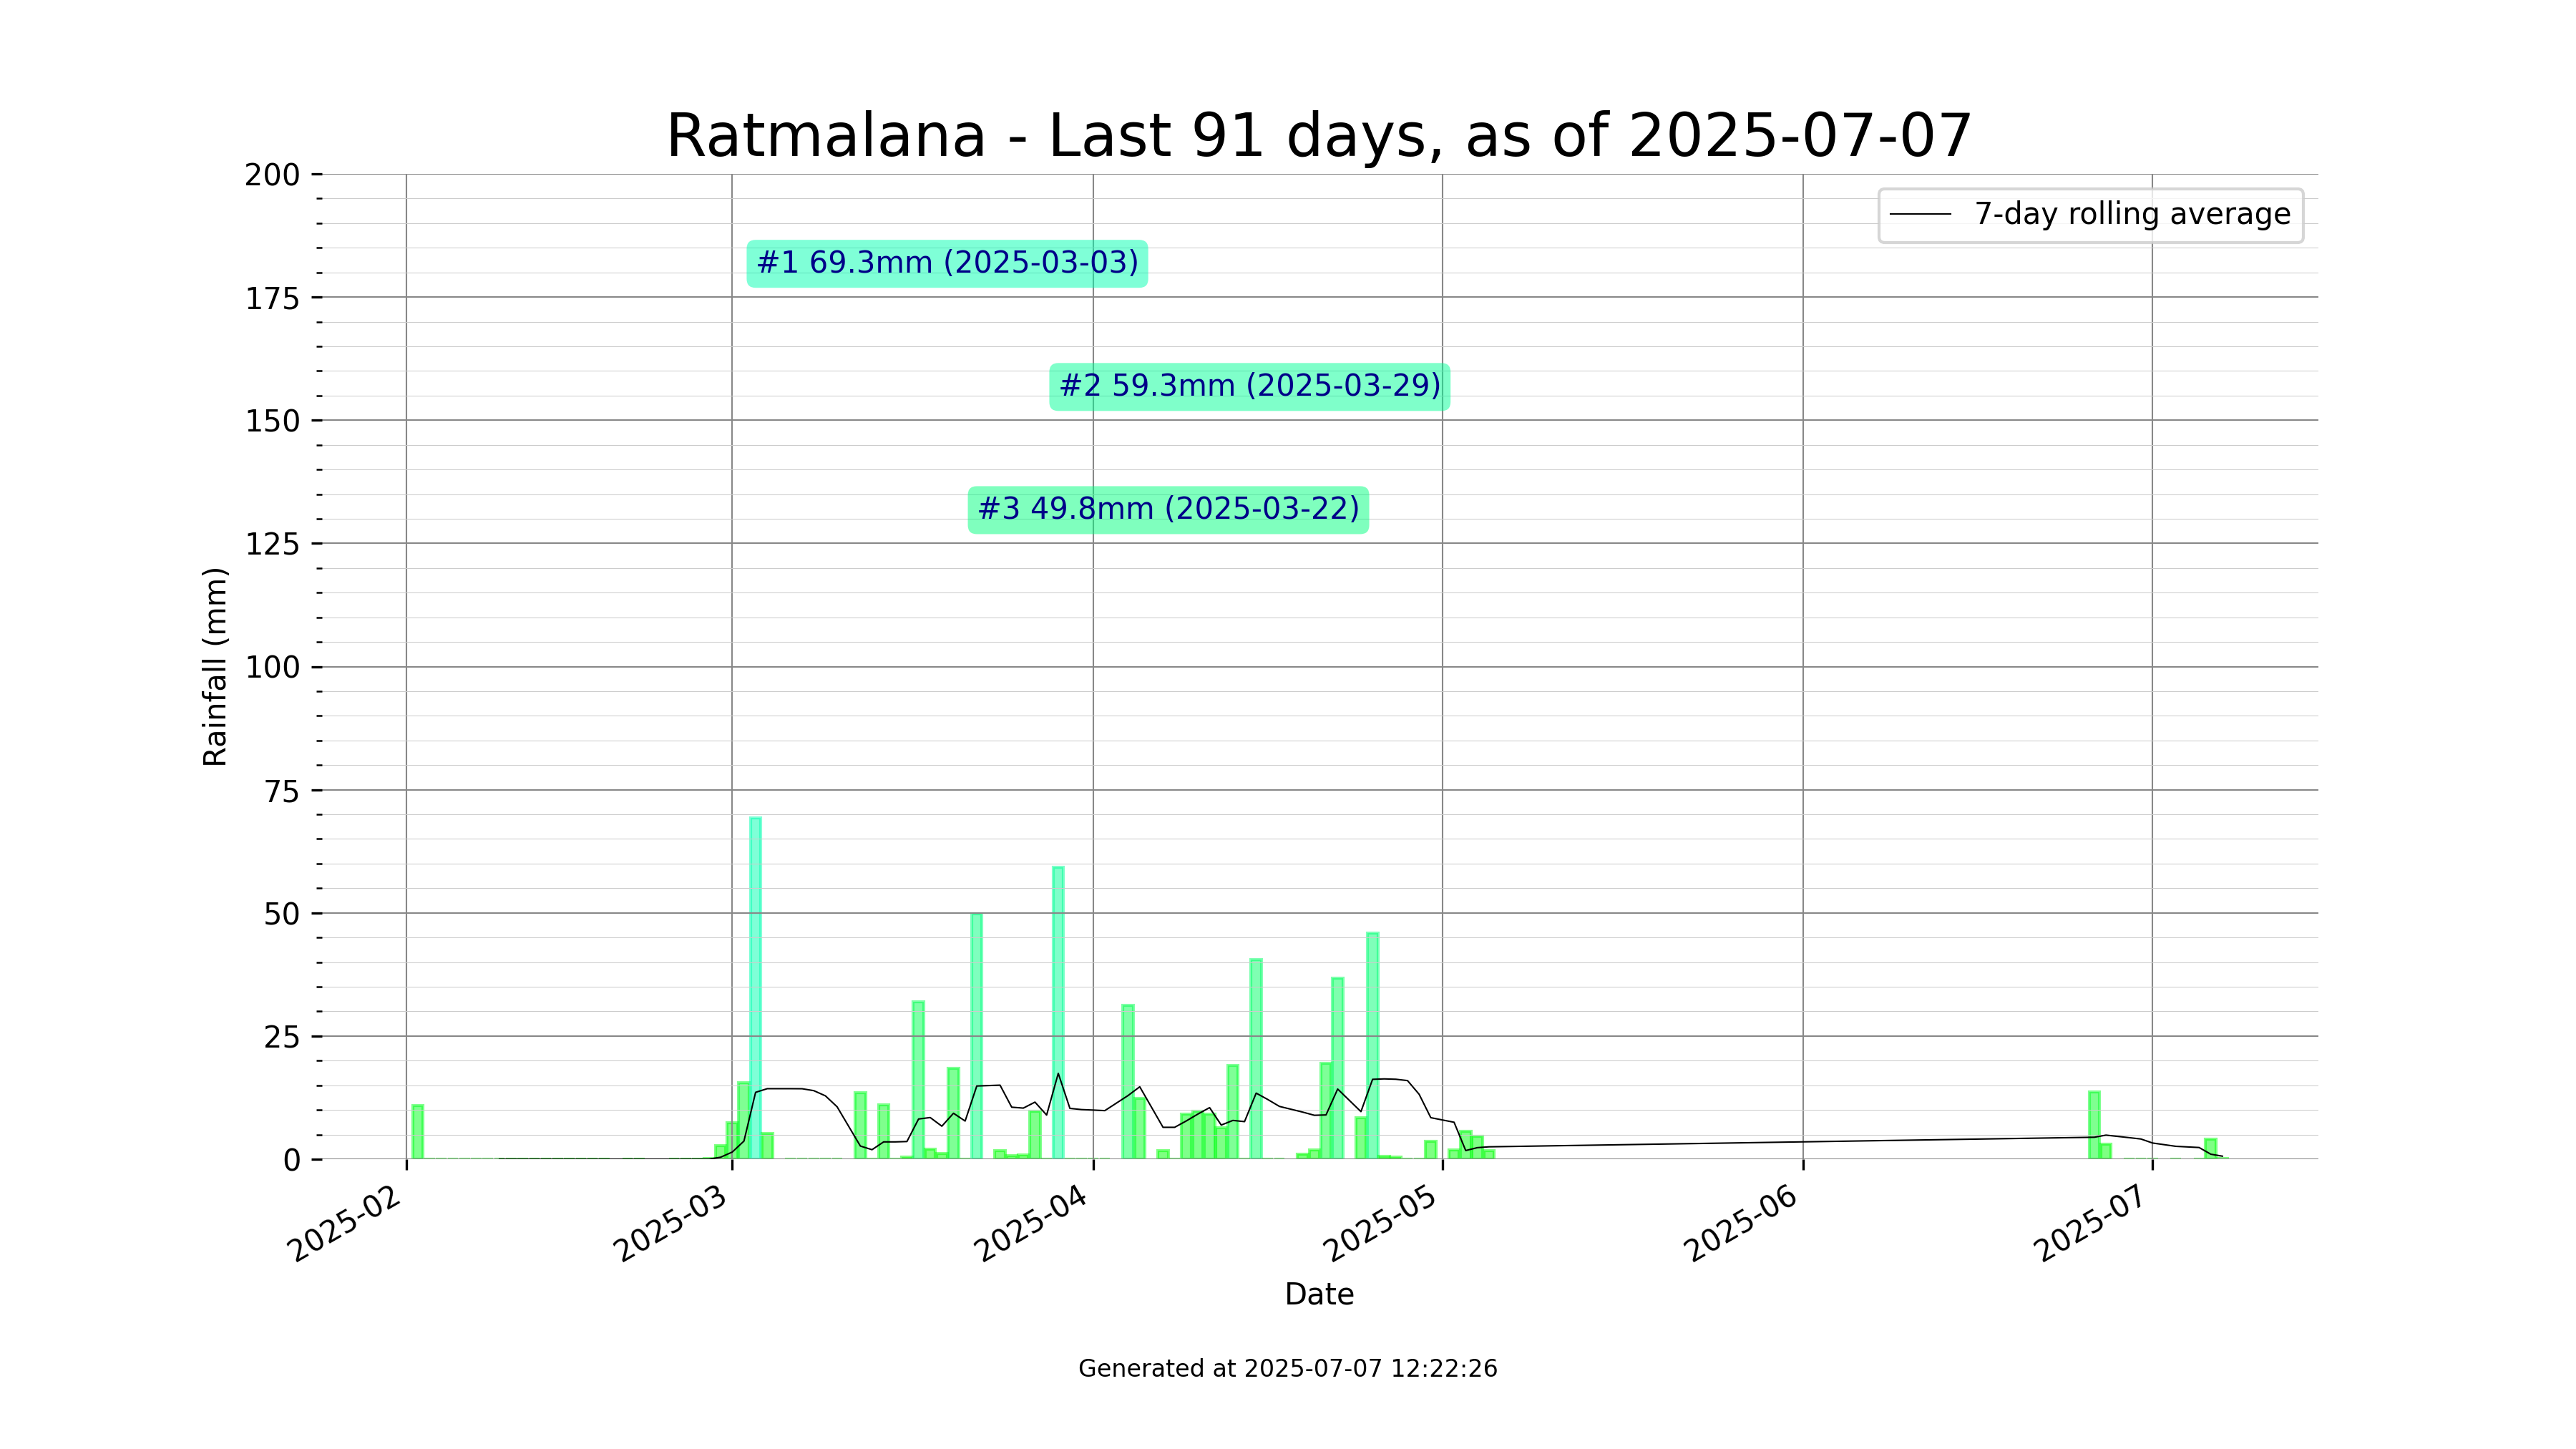 Ratmalana - Last 91 days, as of 2025-07-07
200
175
150
125
100
75
50
25
0
Rainfall (mm)
7-day rolling average
#1 69.3mm (2025-03-03)
#2 59.3mm (2025-03-29)
#3 49.8mm (2025-03-22)
2025-02
2025-03
2025-04
2025-05
2025-06
2025-07
Date
Generated at 2025-07-07 12:22:26